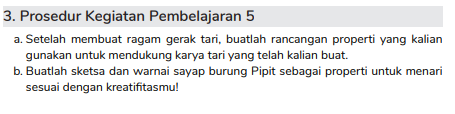 3. Prosedur Kegiatan Pembelajaran 5
a. Setelah membuat ragam gerak tari, buatlah rancangan properti yang kalian
gunakan untuk mendukung karya tari yang telah kalian buat.
b. Buatlah sketsa dan warnai sayap burung Pipit sebagai properti untuk menari
sesuai dengan kreatifitasmu!